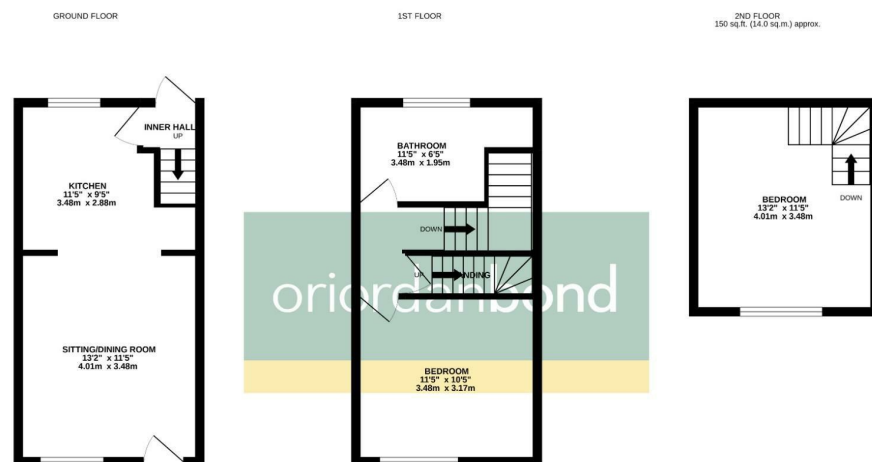 GROUND FLOOR
INNER HALL
UP
KITCHEN
11'5" x 9'5"
3.48m x 2.88m
SITTING/DINING ROOM
13'2" x 11'5"
4.01m x 3.48m
1ST FLOOR
BATHROOM
11'5" x 6'5"
3.48m x 1.95m
DOWN
UP
oriordanbond
BEDROOM
11'5" x 10'5"
3.48m x 3.17m
2ND FLOOR
150 sq.ft. (14.0 sq.m.) approx.
BEDROOM
13'2" x 11'5"
4.01m x 3.48m
DOWN